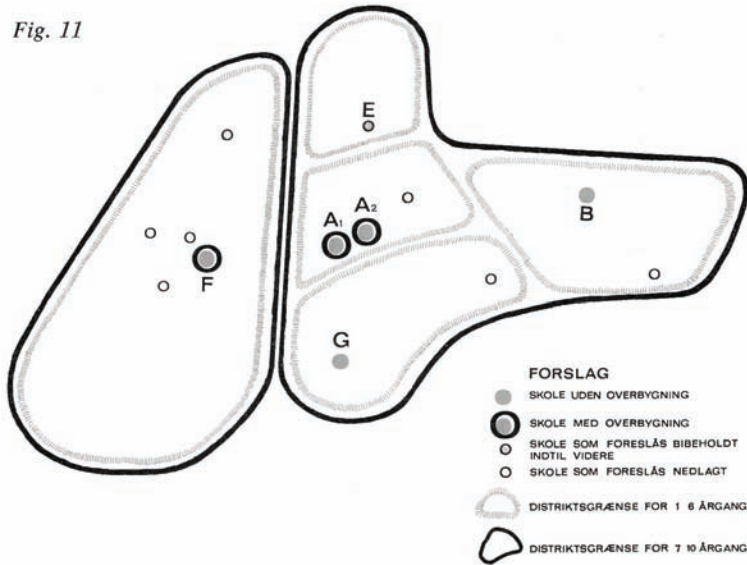 Fig. 11
E
A1 A2
B
F
G
FORSLAG
SKOLE UDEN OVERBYGNING
SKOLE MED OVERBYGNING
SKOLE SOM FORESLÅS BIBEHOLDT
INDTIL VIDERE
SKOLE SOM FORESLÅS NEDLAGT
DISTRIKTSGRÆNSE FOR 1 6 ÅRGANG
DISTRIKTSGRÆNSE FOR 7 10 ÅRGANG